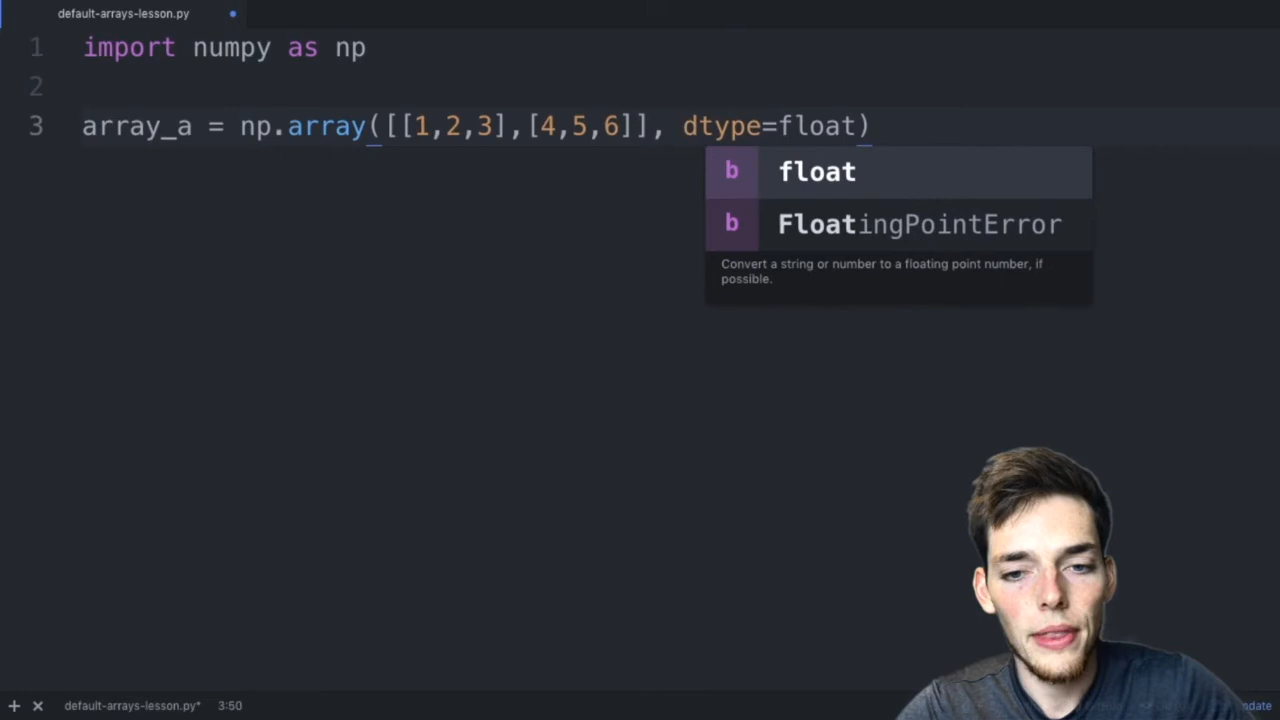 default-arrays-lesson.py
1 import numpy as np
2
3 array_a = np.array([[1,2,3],[4,5,6]], dtype=float)
b float
b FloatingPointError
Convert a string or number to a floating point number, if
possible.
default-arrays-lesson.py* 3:50